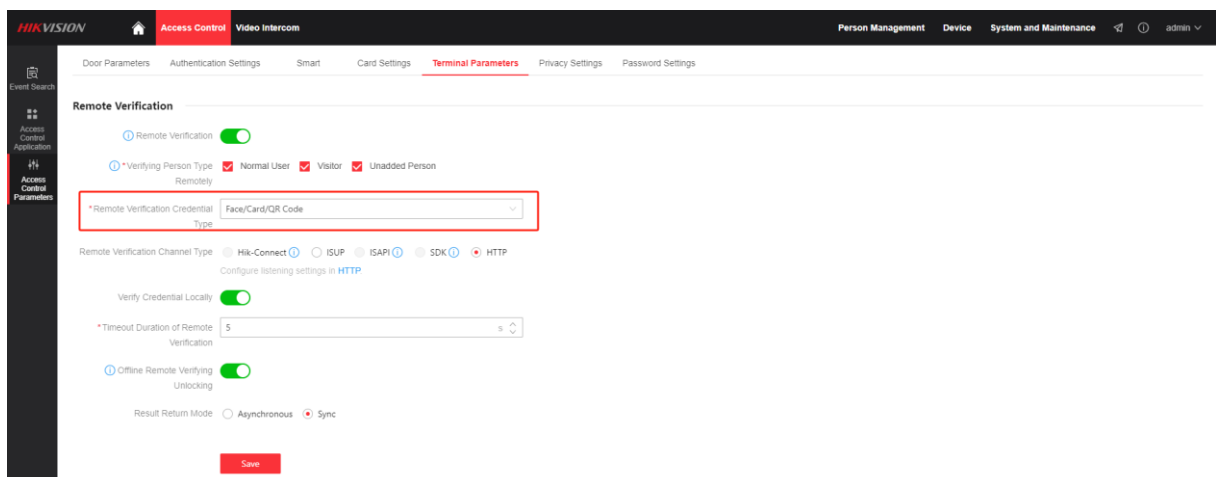 HIKVISION Access Control Video Intercom Person Management Device System and Maintenance admin
Door Parameters Authentication Settings Smart Card Settings Terminal Parameters Privacy Settings Password Settings
Event Search
Access
Control
Application
Access
Control
Parameters
Remote Verification
Remote Verification
*Verifying Person Type Normal User Visitor Unadded Person
Remotely
*Remote Verification Credential Face/Card/QR Code
Type
Remote Verification Channel Type Hik-Connect ISUP ISAPI SDK HTTP
Configure listening settings in HTTP
Verify Credential Locally
*Timeout Duration of Remote 5 s
Verification
Offline Remote Verifying
Unlocking
Result Return Mode Asynchronous Sync
Save